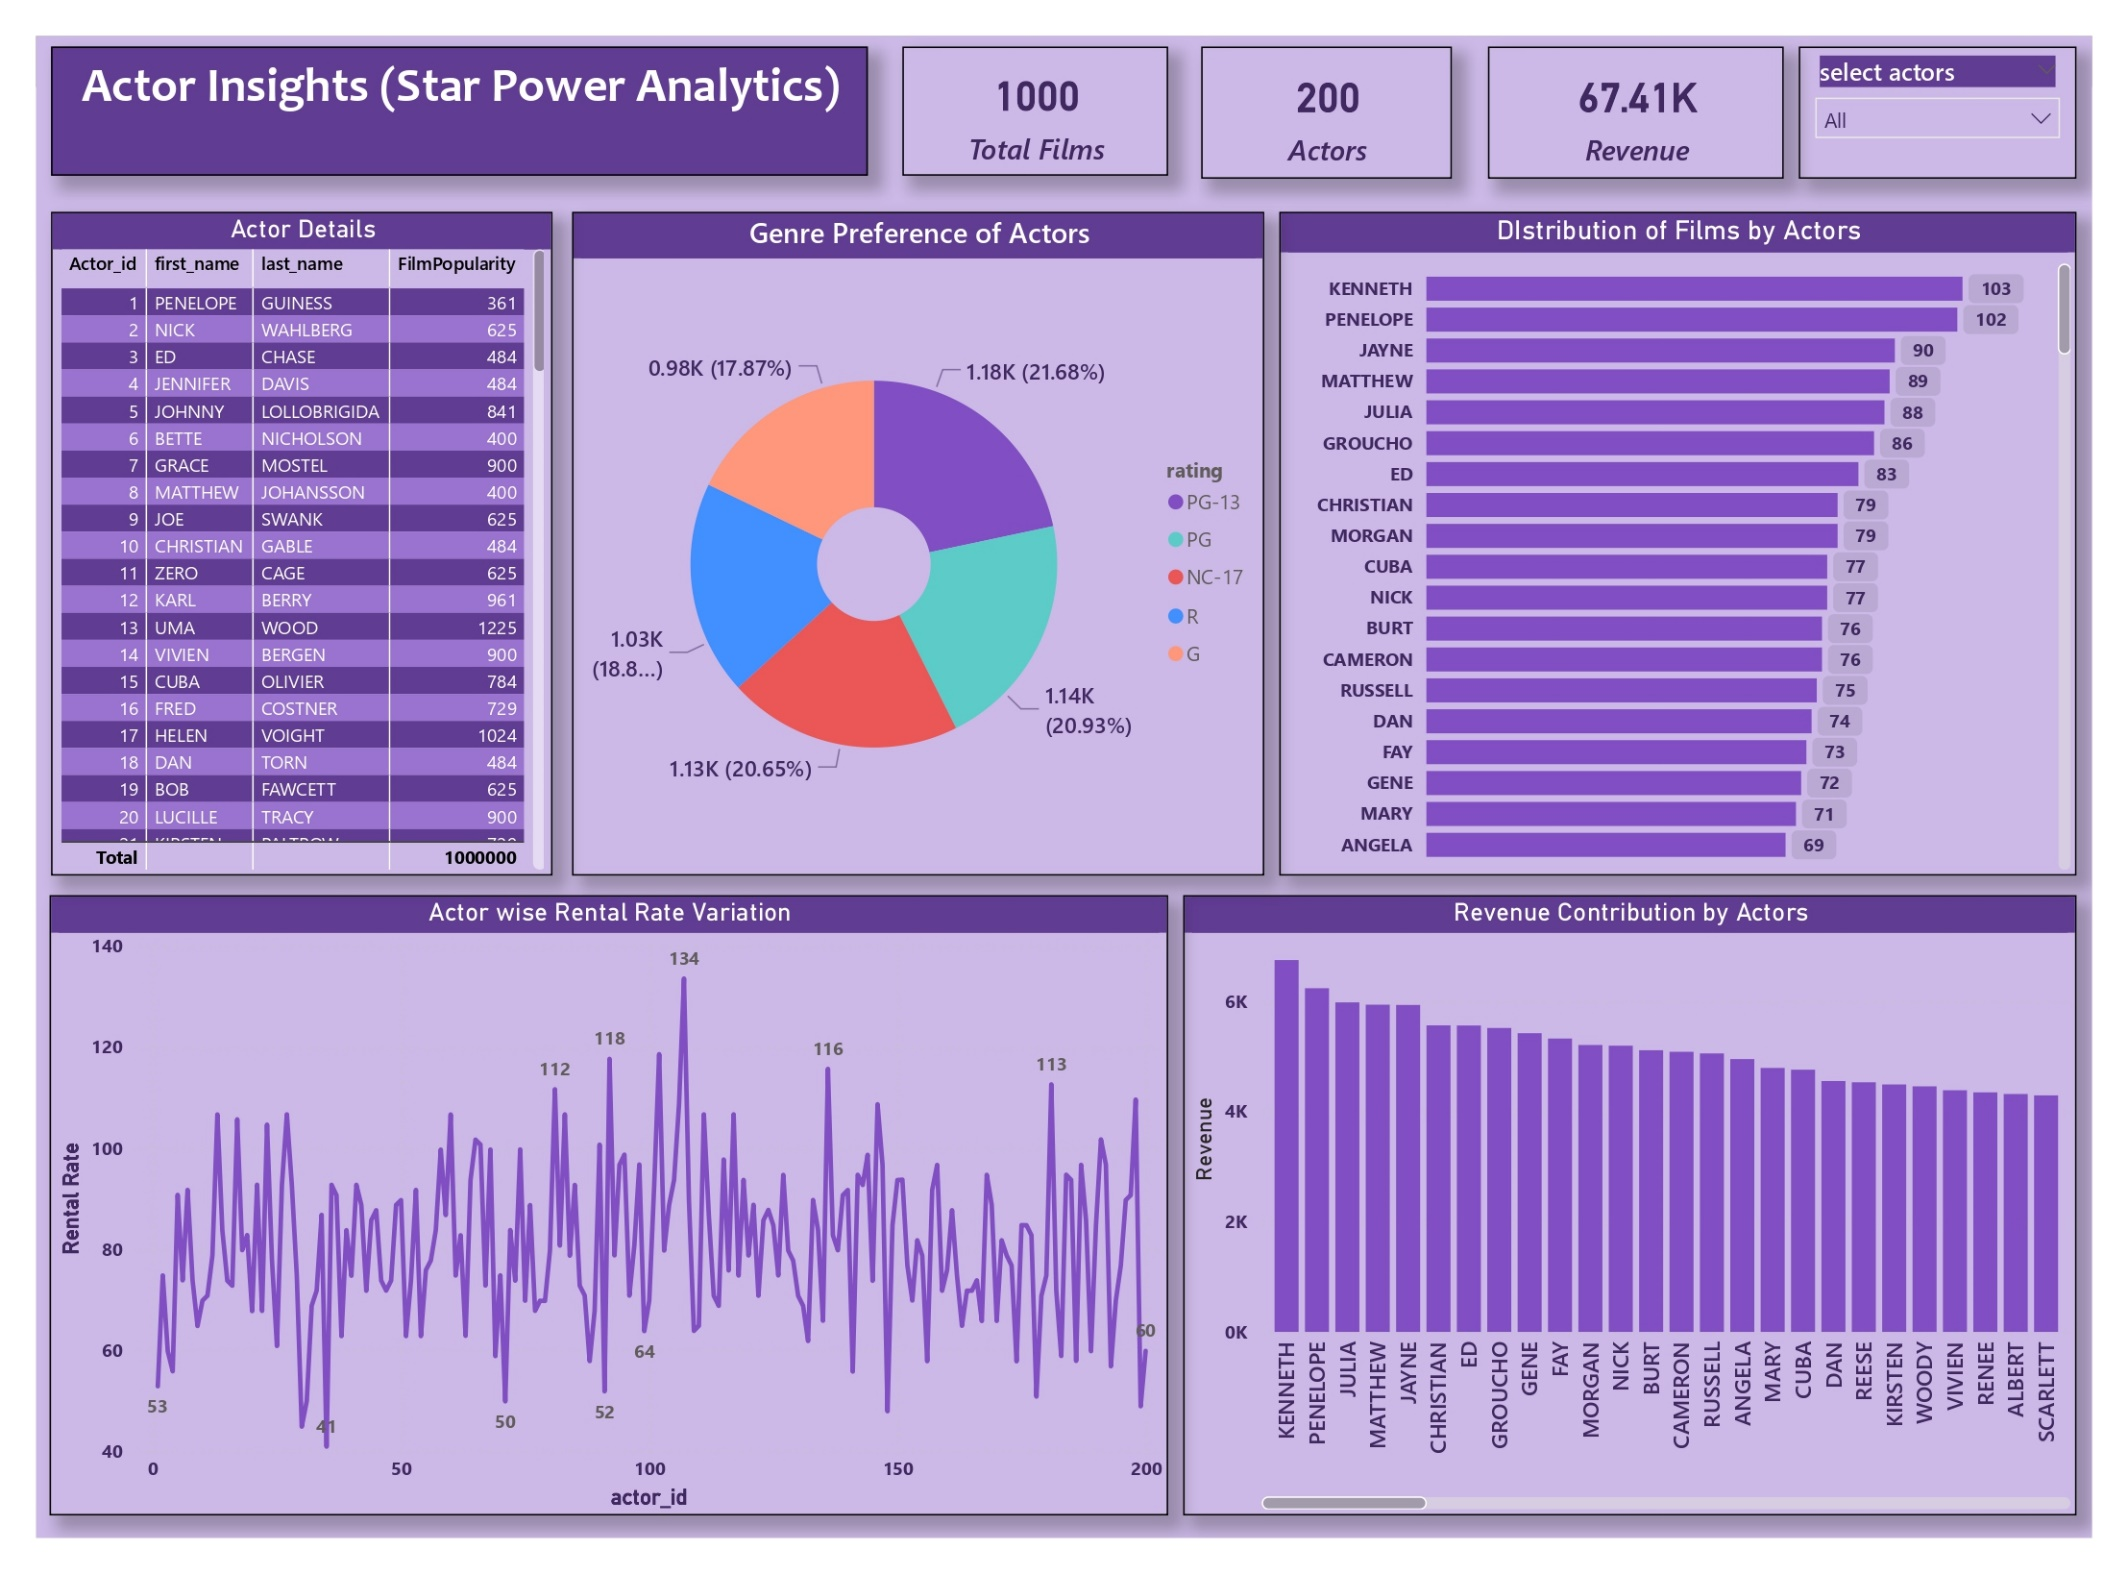 Actor Insights (Star Power Analytics)
1000
Total Films
200
Actors
67.41K
Revenue
select actors
All
Actor Details
Actor_id first_name last_name FilmPopularity
1 PENELOPE GUINESS 361
2 NICK WAHLBERG 625
3 ED CHASE 484
4 JENNIFER DAVIS 484
5 JOHNNY LOLLOBRIGIDA 841
6 BETTE NICHOLSON 400
7 GRACE MOSTEL 900
8 MATTHEW JOHANSSON 400
9 JOE SWANK 625
10 CHRISTIAN GABLE 484
11 ZERO CAGE 625
12 KARL BERRY 961
13 UMA WOOD 1225
14 VIVIEN BERGEN 900
15 CUBA OLIVIER 784
16 FRED COSTNER 729
17 HELEN VOIGHT 1024
18 DAN TORN 484
19 BOB FAWCETT 625
20 LUCILLE TRACY 900
Total 1000000
Genre Preference of Actors
0.98K (17.87%)
1.18K (21.68%)
1.03K
(18.8...)
1.14K
(20.93%)
1.13K (20.65%)
rating
PG-13
PG
NC-17
R
G
DIstribution of Films by Actors
KENNETH 103
PENELOPE 102
JAYNE 90
MATTHEW 89
JULIA 88
GROUCHO 86
ED 83
CHRISTIAN 79
MORGAN 79
CUBA 77
NICK 77
BURT 76
CAMERON 76
RUSSELL 75
DAN 74
FAY 73
GENE 72
MARY 71
ANGELA 69
Actor wise Rental Rate Variation
Rental Rate
140
120
100
80
60
40
134
118
112
116
113
64
60
53
41
50
52
0 50 100 150 200
actor_id
Revenue Contribution by Actors
Revenue
6K
4K
2K
0K
KENNETH
PENELOPE
JULIA
MATTHEW
JAYNE
CHRISTIAN
ED
GROUCHO
GENE
FAY
MORGAN
NICK
BURT
CAMERON
RUSSELL
ANGELA
MARY
CUBA
DAN
REESE
KIRSTEN
WOODY
VIVIEN
RENEE
ALBERT
SCARLETT